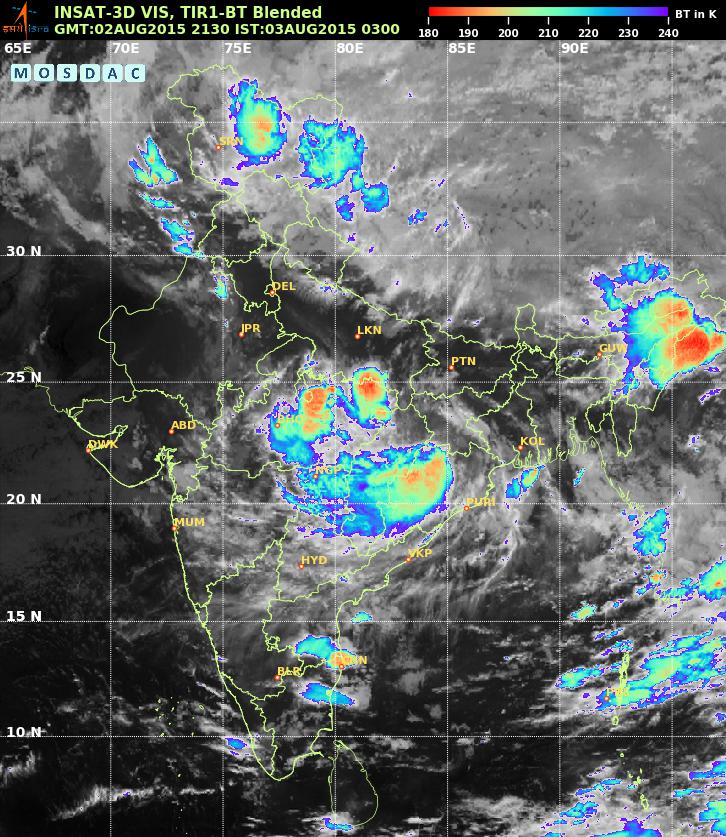 INSAT-3D VIS, TIR1-BT Blended
GMT:02AUG2015 2130 IST:03AUG2015 0300
BT in K
180 190 200 210 220 230 240
65E 70E 75E 80E 85E 90E
MOSDAC
SRN
30 N
DEL
JPR
LKN
GUW
PTN
25 N
ABD
DWK
KOL
NGP
20 N
PURI
MUM
VKP
HYD
15 N
BLR
10 N